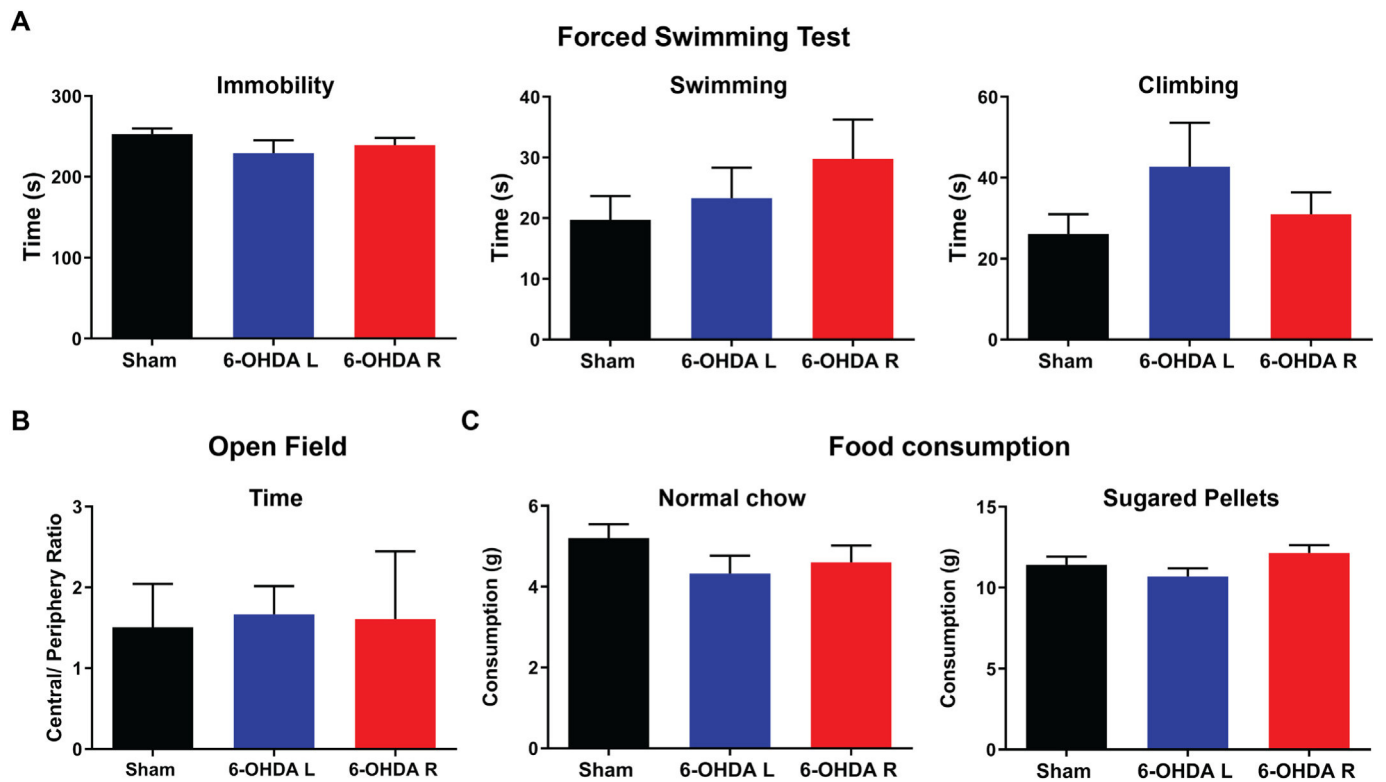 A
Forced Swimming Test
Immobility
Time (s)
300
200
100
0
Sham 6-OHDA L 6-OHDA R
Swimming
Time (s)
40
30
20
10
0
Sham 6-OHDA L 6-OHDA R
Climbing
Time (s)
60
40
20
0
Sham 6-OHDA L 6-OHDA R
B
Open Field
Time
Central/ Periphery Ratio
3
2
1
0
Sham 6-OHDA L 6-OHDA R
C
Food consumption
Normal chow
Consumption (g)
6
4
2
0
Sham 6-OHDA L 6-OHDA R
Sugared Pellets
Consumption (g)
15
10
5
0
Sham 6-OHDA L 6-OHDA R